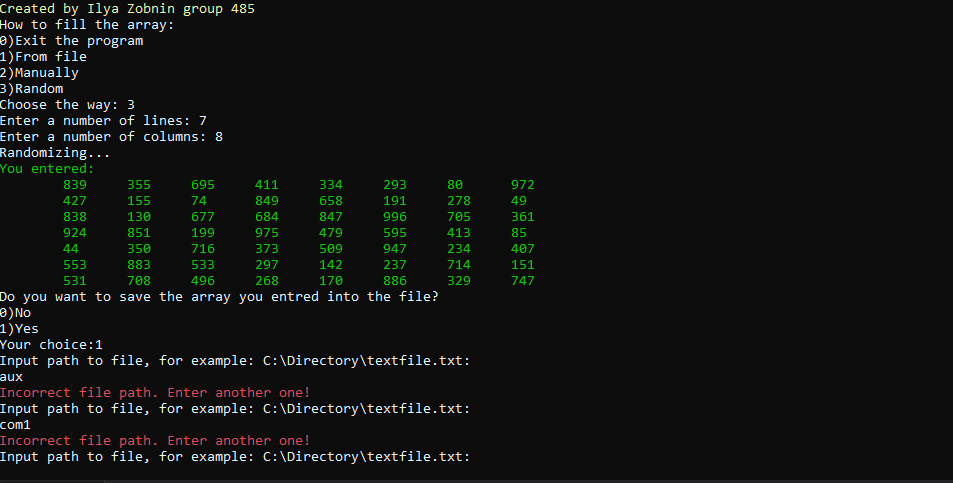 Created by Ilya Zobnin group 485
How to fill the array:
0)Exit the program
1)From file
2)Manually
3)Random
Choose the way: 3
Enter a number of lines: 7
Enter a number of columns: 8
Randomizing...
You entered:
839 355 695 411 334 293 80 972
427 155 74 849 658 191 278 49
838 130 677 684 847 996 705 361
924 851 199 975 479 595 413 85
44 350 716 373 509 947 234 407
553 883 533 297 142 237 714 151
531 708 496 268 170 886 329 747
Do you want to save the array you entred into the file?
0)No
1)Yes
Your choice:1
Input path to file, for example: C:\Directory\textfile.txt:
aux
Incorrect file path. Enter another one!
Input path to file, for example: C:\Directory\textfile.txt:
com1
Incorrect file path. Enter another one!
Input path to file, for example: C:\Directory\textfile.txt: